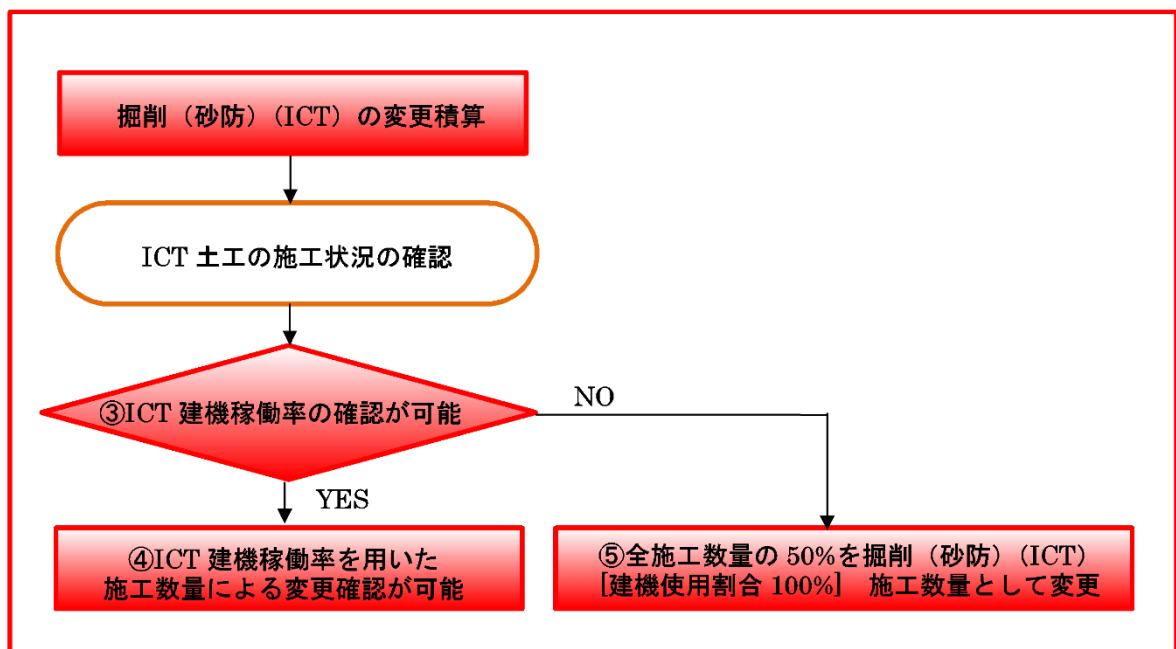 掘削（砂防）(ICT）の変更積算
ICT 土工の施工状況の確認
③ICT 建機稼働率の確認が可能
NO
YES
④ICT 建機稼働率を用いた
施工数量による変更確認が可能
⑤全施工数量の 50%を掘削（砂防）(ICT）
[建機使用割合 100%]　施工数量として変更